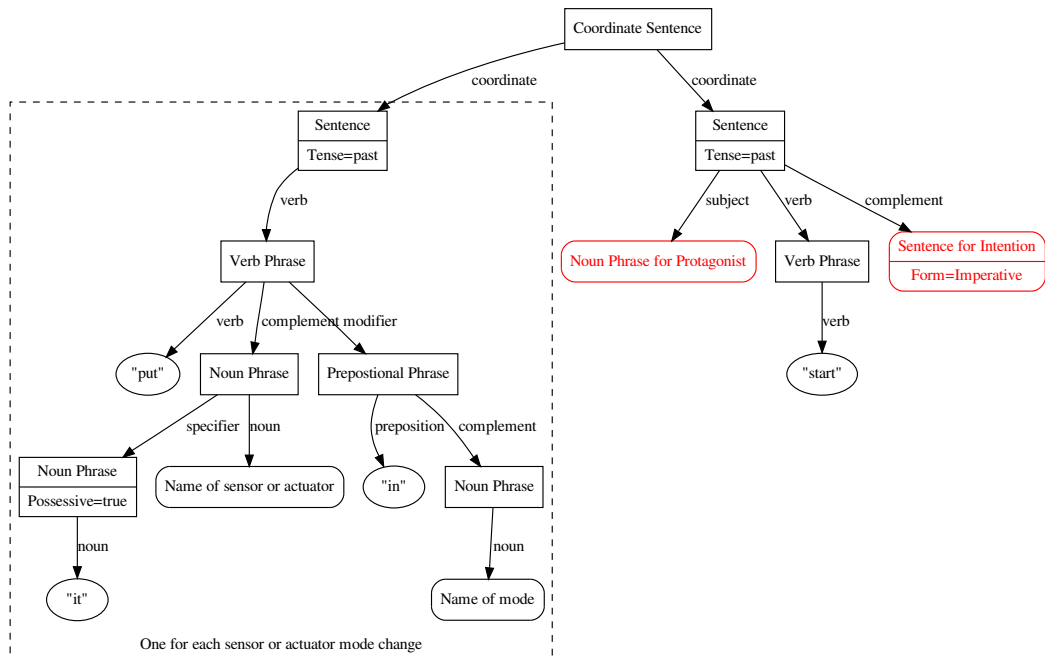 Coordinate Sentence
coordinate
coordinate
Sentence
Tense=past
Sentence
Tense=past
verb
subject
verb
complement
Verb Phrase
Noun Phrase for Protagonist
Verb Phrase
Sentence for Intention
Form=Imperative
verb
complement
modifier
verb
"put"
Noun Phrase
Prepostional Phrase
"start"
specifier
noun
preposition
complement
Noun Phrase
Possessive=true
Name of sensor or actuator
"in"
Noun Phrase
noun
noun
"it"
Name of mode
One for each sensor or actuator mode change